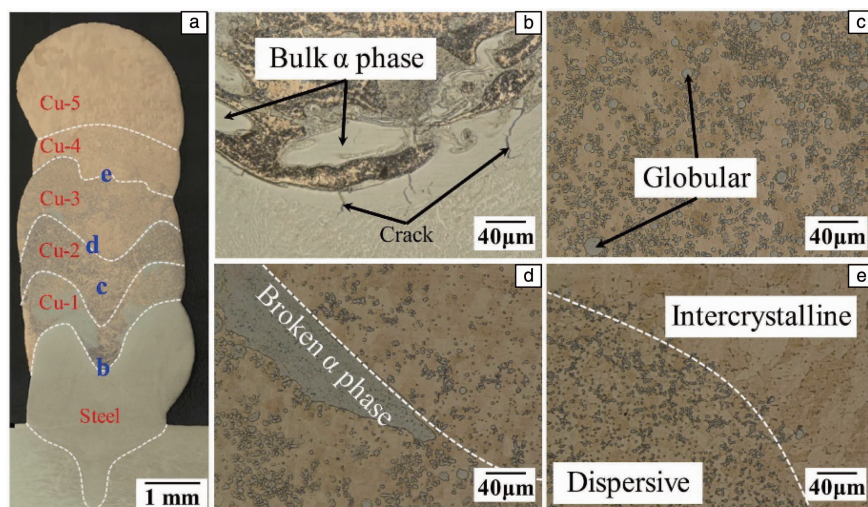 a
Cu-5
Cu-4
e
Cu-3
d
Cu-2
c
Cu-1
b
Steel
1 mm
b
Bulk α phase
Crack
40μm
c
Globular
40μm
d
Broken α phase
40μm
e
Intercrystalline
Dispersive
40μm